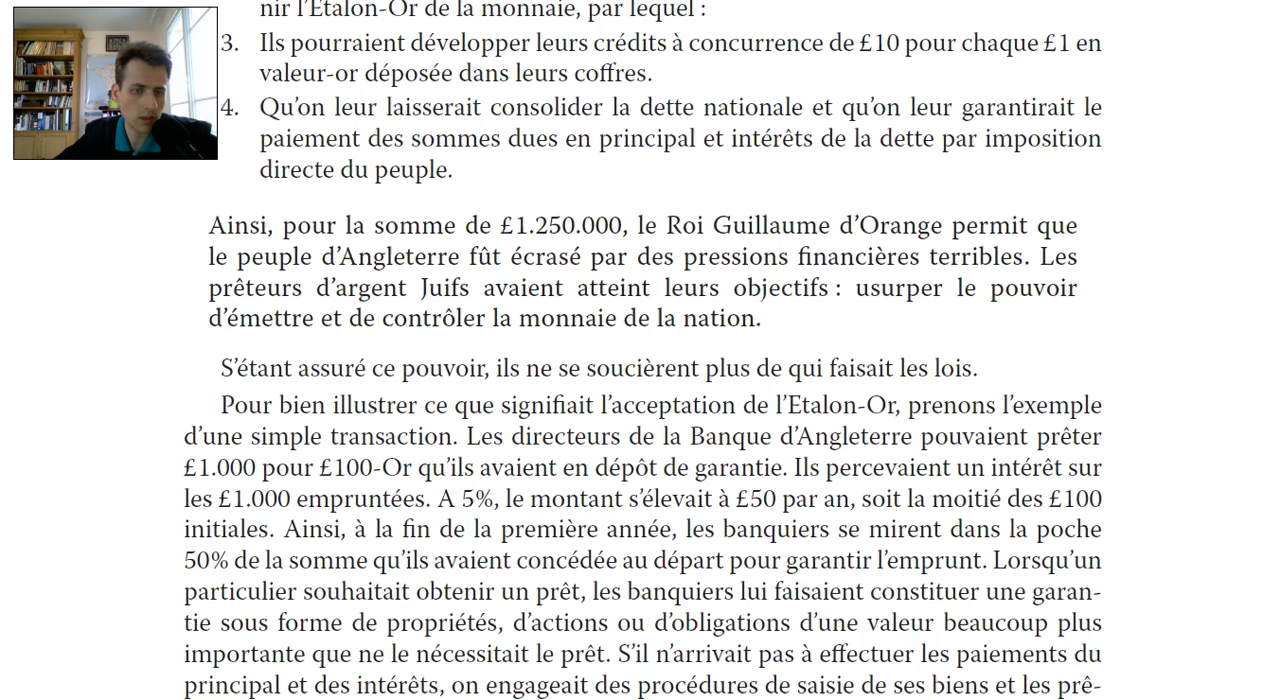 nir l'Etalon-Or de la monnaie, par lequel :
3. Ils pourraient développer leurs crédits à concurrence de £10 pour chaque £1 en
valeur-or déposée dans leurs coffres.
4. Qu'on leur laisserait consolider la dette nationale et qu'on leur garantirait le
paiement des sommes dues en principal et intérêts de la dette par imposition
directe du peuple.
Ainsi, pour la somme de £1.250.000, le Roi Guillaume d'Orange permit que
le peuple d'Angleterre fût écrasé par des pressions financières terribles. Les
prêteurs d'argent Juifs avaient atteint leurs objectifs : usurper le pouvoir
d'émettre et de contrôler la monnaie de la nation.
S'étant assuré ce pouvoir, ils ne se soucièrent plus de qui faisait les lois.
Pour bien illustrer ce que signifiait l'acceptation de l'Etalon-Or, prenons l'exemple
d'une simple transaction. Les directeurs de la Banque d'Angleterre pouvaient prêter
£1.000 pour £100-Or qu'ils avaient en dépôt de garantie. Ils percevaient un intérêt sur
les £1.000 empruntées. A 5%, le montant s'élevait à £50 par an, soit la moitié des £100
initiales. Ainsi, à la fin de la première année, les banquiers se mirent dans la poche
50% de la somme qu'ils avaient concédée au départ pour garantir l'emprunt. Lorsqu'un
particulier souhaitait obtenir un prêt, les banquiers lui faisaient constituer une garan-
tie sous forme de propriétés, d'actions ou d'obligations d'une valeur beaucoup plus
importante que ne le nécessitait le prêt. S'il n'arrivait pas à effectuer les paiements du
principal et des intérêts, on engageait des procédures de saisie de ses biens et les prê-